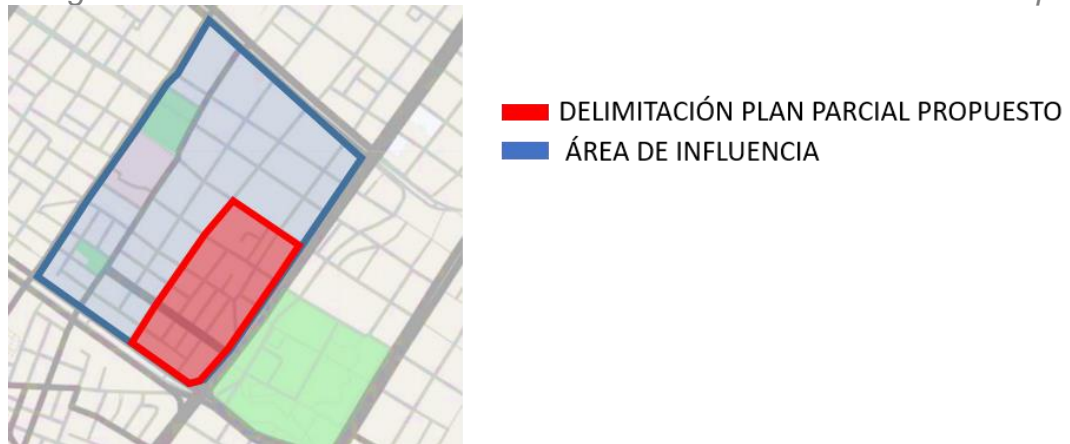 DELIMITACIÓN PLAN PARCIAL PROPUESTO
ÁREA DE INFLUENCIA